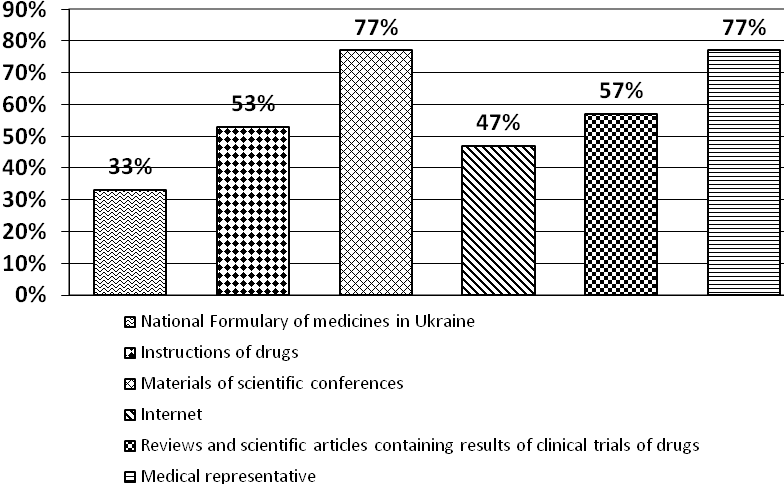 90%
80%
70%
60%
50%
40%
30%
20%
10%
0%
33%
53%
77%
47%
57%
77%
National Formulary of medicines in Ukraine
Instructions of drugs
Materials of scientific conferences
Internet
Reviews and scientific articles containing results of clinical trials of drugs
Medical representative